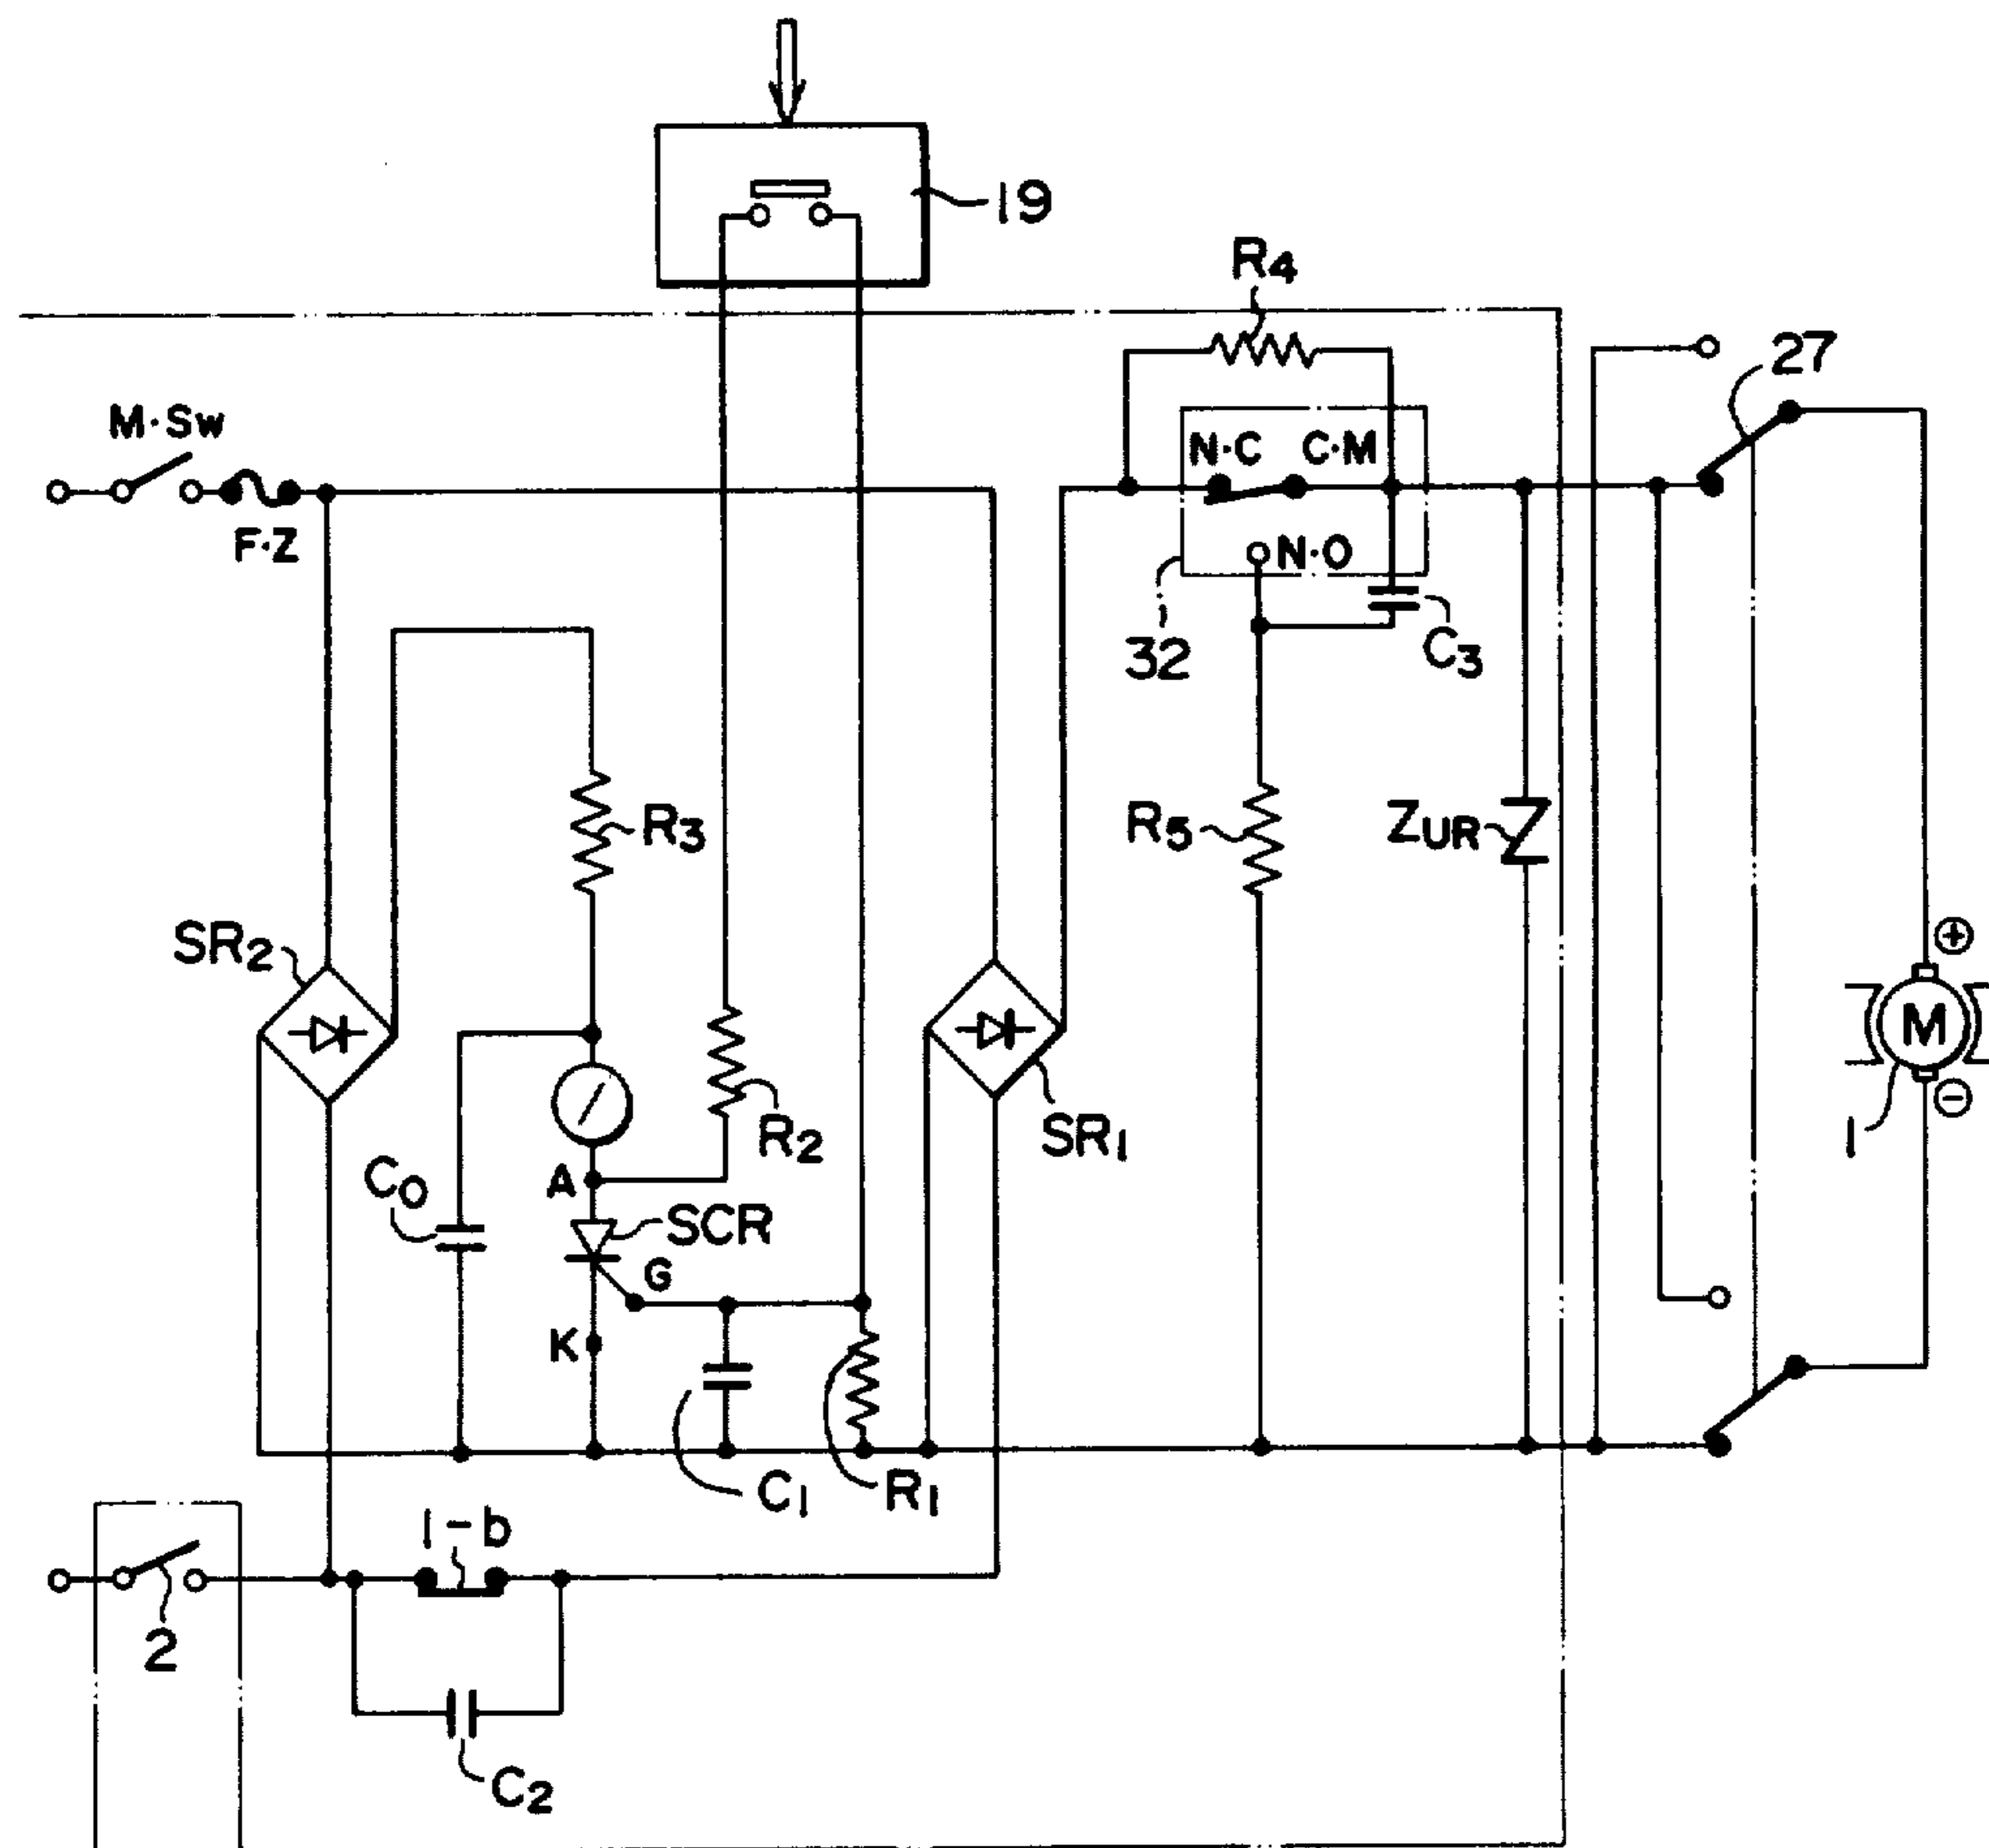 19
R4
27
M·Sw
N·C C·M
F·Z
N·O
32
C3
R3
R5
ZUR
SR2
+
M
R2
SR1
−
1
C0
A
SCR
G
K
C1
R1
1-b
2
C2